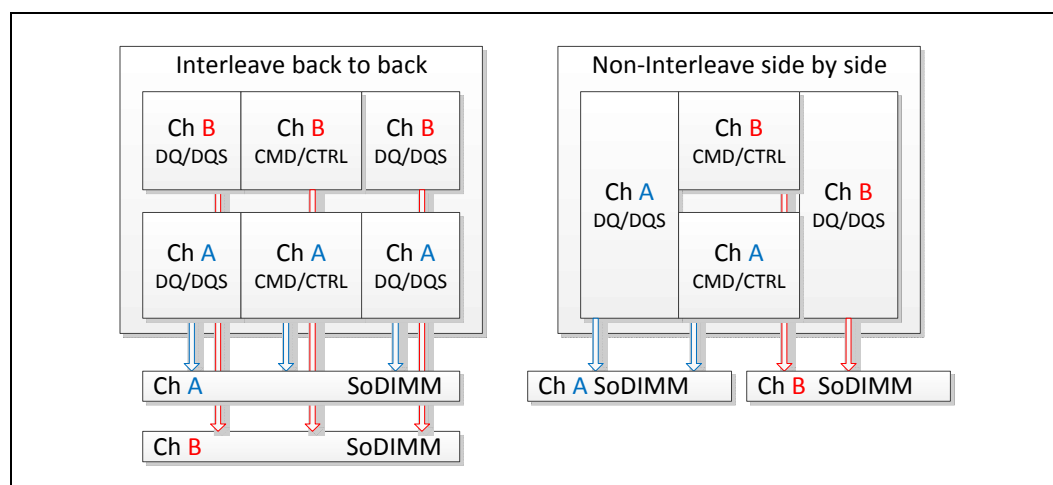 Interleave back to back
Ch B
DQ/DQS
Ch B
CMD/CTRL
Ch B
DQ/DQS
Ch A
DQ/DQS
Ch A
CMD/CTRL
Ch A
DQ/DQS
Ch A SoDIMM
Ch B SoDIMM
Non-Interleave side by side
Ch A
DQ/DQS
Ch B
CMD/CTRL
Ch A
CMD/CTRL
Ch B
DQ/DQS
Ch A SoDIMM
Ch B SoDIMM